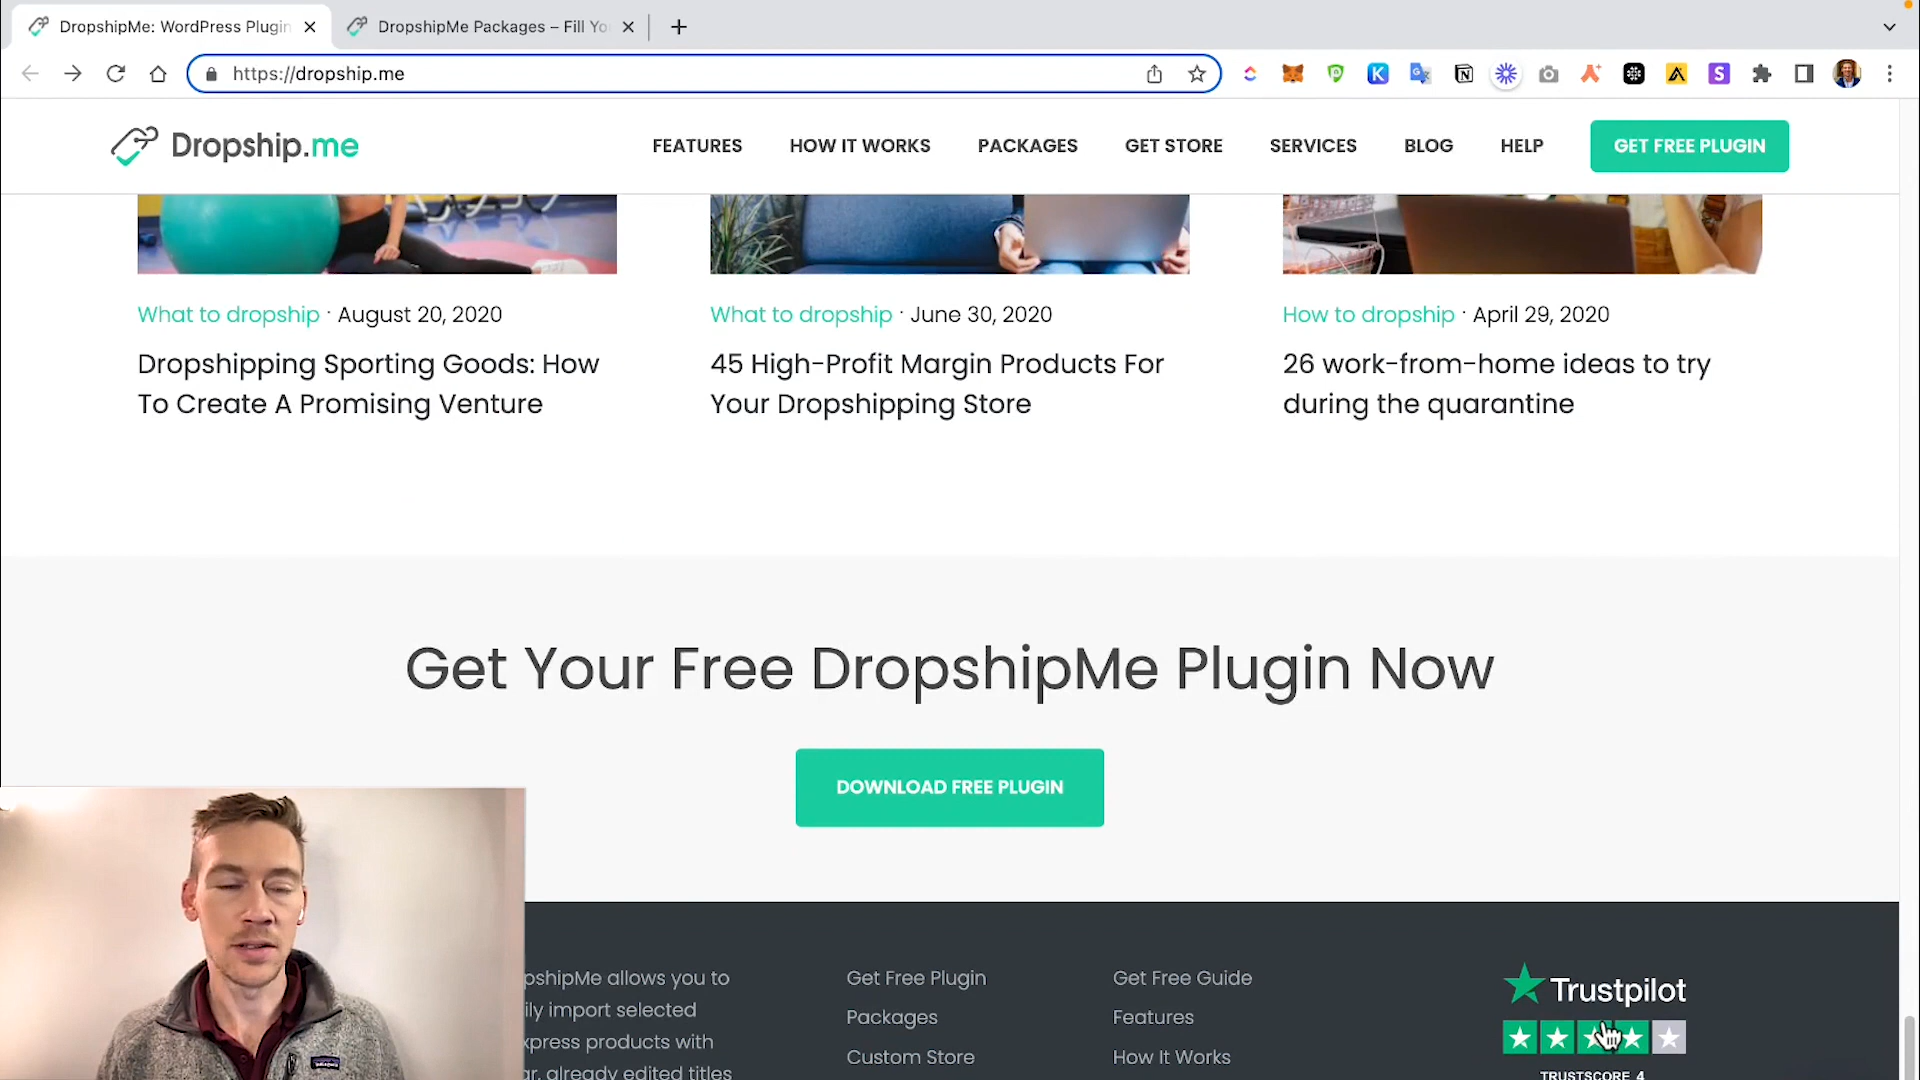 DropshipMe: WordPress Plugin
DropshipMe Packages – Fill Yo
https://dropship.me
Dropship.me
FEATURES
HOW IT WORKS
PACKAGES
GET STORE
SERVICES
BLOG
HELP
GET FREE PLUGIN
What to dropship · August 20, 2020
Dropshipping Sporting Goods: How
To Create A Promising Venture
What to dropship · June 30, 2020
45 High-Profit Margin Products For
Your Dropshipping Store
How to dropship · April 29, 2020
26 work-from-home ideas to try
during the quarantine
Get Your Free DropshipMe Plugin Now
DOWNLOAD FREE PLUGIN
pshipMe allows you to
ily import selected
xpress products with
ar, already edited titles
Get Free Plugin
Packages
Custom Store
Get Free Guide
Features
How It Works
Trustpilot
TRUSTSCORE 4